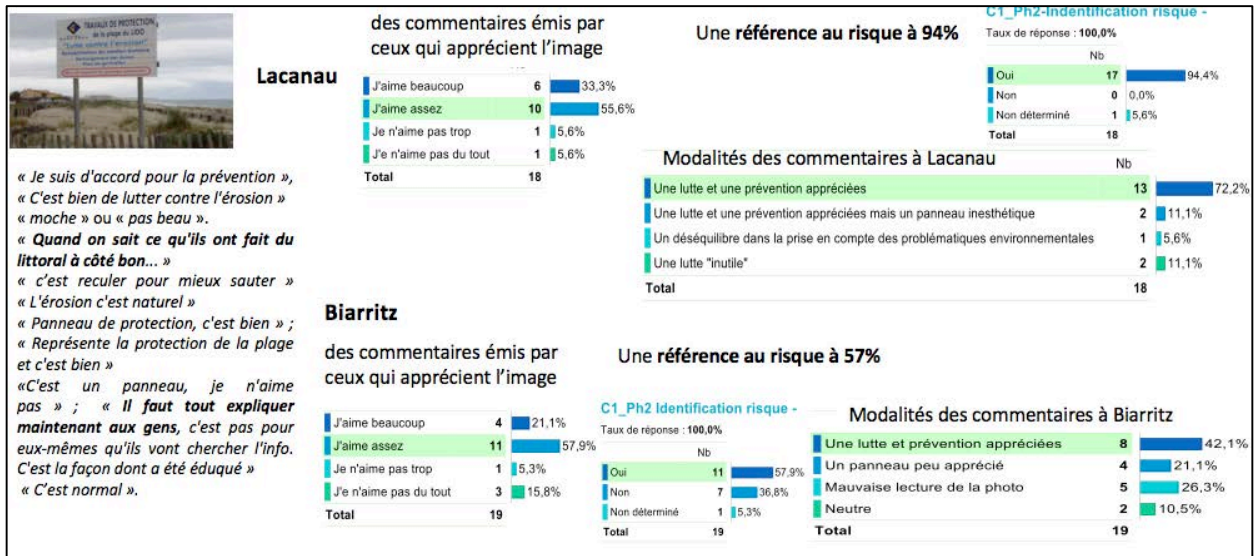 TRAVAUX DE PROTECTION
de la plage du LIDO
"Lutte contre l'érosion"
Lacanau
des commentaires émis par
ceux qui apprécient l'image
J'aime beaucoup 6 33,3%
J'aime assez 10 55,6%
Je n'aime pas trop 1 5,6%
J'e n'aime pas du tout 1 5,6%
Total 18
Une référence au risque à 94%
C1_Ph2-Indentification risque -
Taux de réponse : 100,0%
Nb
Oui 17 94,4%
Non 0 0,0%
Non déterminé 1 5,6%
Total 18
Modalités des commentaires à Lacanau
Nb
Une lutte et une prévention appréciées 13 72,2%
Une lutte et une prévention appréciées mais un panneau inesthétique 2 11,1%
Un déséquilibre dans la prise en compte des problématiques environnementales 1 5,6%
Une lutte "inutile" 2 11,1%
Total 18
« Je suis d'accord pour la prévention »,
« C'est bien de lutter contre l'érosion »
« moche » ou « pas beau ».
« Quand on sait ce qu'ils ont fait du
littoral à côté bon... »
« c'est reculer pour mieux sauter »
« L'érosion c'est naturel »
« Panneau de protection, c'est bien » ;
« Représente la protection de la plage
et c'est bien »
«C'est un panneau, je n'aime
pas » ; « Il faut tout expliquer
maintenant aux gens, c'est pas pour
eux-mêmes qu'ils vont chercher l'info.
C'est la façon dont a été éduqué »
« C'est normal ».
Biarritz
des commentaires émis par
ceux qui apprécient l'image
J'aime beaucoup 4 21,1%
J'aime assez 11 57,9%
Je n'aime pas trop 1 5,3%
J'e n'aime pas du tout 3 15,8%
Total 19
Une référence au risque à 57%
C1_Ph2 Identification risque -
Taux de réponse : 100,0%
Nb
Oui 11 57,9%
Non 7 36,8%
Non déterminé 1 5,3%
Total 19
Modalités des commentaires à Biarritz
Une lutte et prévention appréciées 8 42,1%
Un panneau peu apprécié 4 21,1%
Mauvaise lecture de la photo 5 26,3%
Neutre 2 10,5%
Total 19